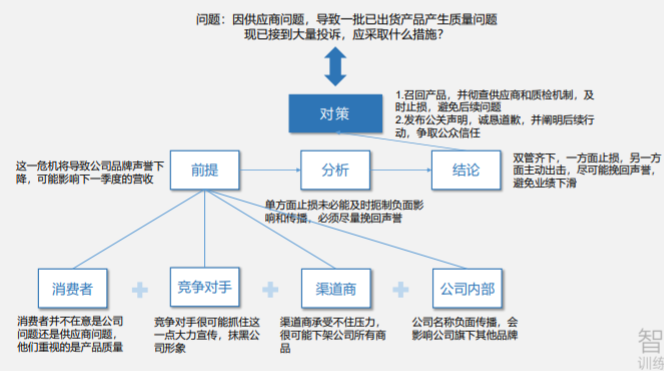 问题：因供应商问题，导致一批已出货产品产生质量问题
现已接到大量投诉，应采取什么措施？
对策
1.召回产品，并彻查供应商和质检机制，及
时止损，避免后续问题
2.发布公关声明，诚恳道歉，并阐明后续行
动，争取公众信任
这一危机将导致公司品牌声誉下
降，可能影响下一季度的营收
前提
分析
结论
双管齐下，一方面止损，另一方
面主动出击，尽可能挽回声誉，
避免业绩下滑
单方面止损未必能及时扼制负面影
响和传播，必须尽量挽回声誉
消费者
竞争对手
渠道商
公司内部
消费者并不在意是公司
问题还是供应商问题，
他们重视的是产品质量
竞争对手很可能抓住这
一点大力宣传，抹黑公
司形象
渠道商承受不住压力，
很可能下架公司所有商
品
公司名称负面传播，会
影响公司旗下其他品牌
智
训练